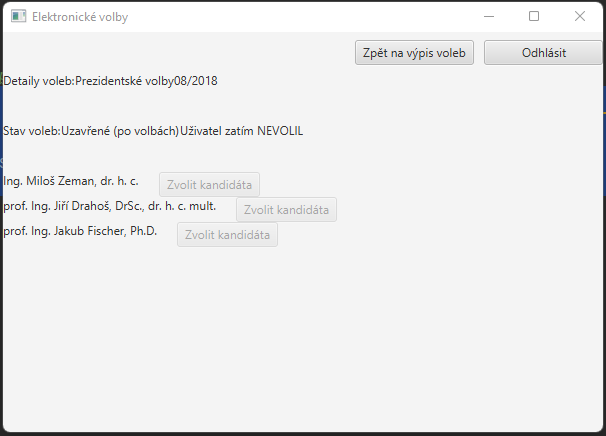 Elektronické volby
Zpět na výpis voleb Odhlásit
Detaily voleb:Prezidentské volby08/2018
Stav voleb:Uzavřené (po volbách)Uživatel zatím NEVOLIL
Ing. Miloš Zeman, dr. h. c. Zvolit kandidáta
prof. Ing. Jiří Drahoš, DrSc., dr. h. c. mult. Zvolit kandidáta
prof. Ing. Jakub Fischer, Ph.D. Zvolit kandidáta